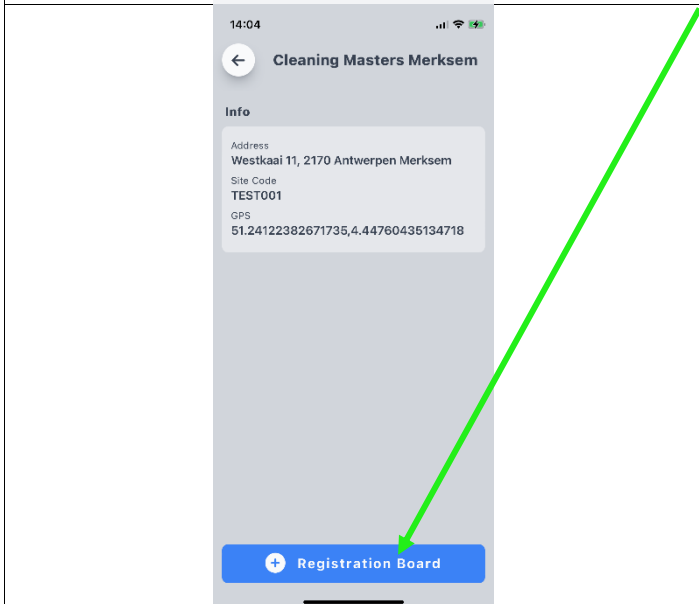 14:04
Cleaning Masters Merksem
Info
Address
Westkaai 11, 2170 Antwerpen Merksem
Site Code
TEST001
GPS
51.24122382671735,4.44760435134718
Registration Board